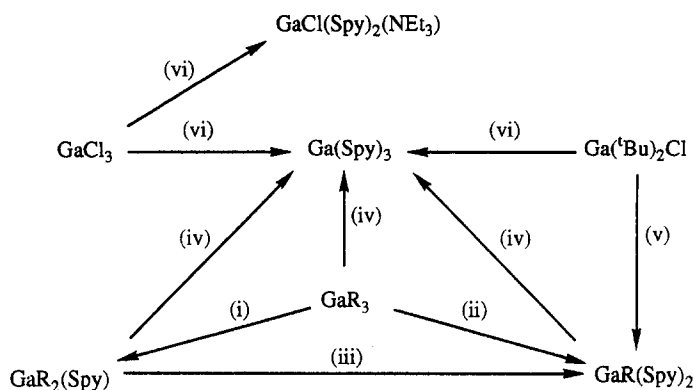 GaCl(Spy)₂(NEt₃)
(vi)
(vi)
(vi)
GaCl₃
Ga(Spy)₃
Ga(ᵗBu)₂Cl
(iv)
(iv)
(iv)
(v)
GaR₃
(i)
(ii)
(iii)
GaR₂(Spy)
GaR(Spy)₂